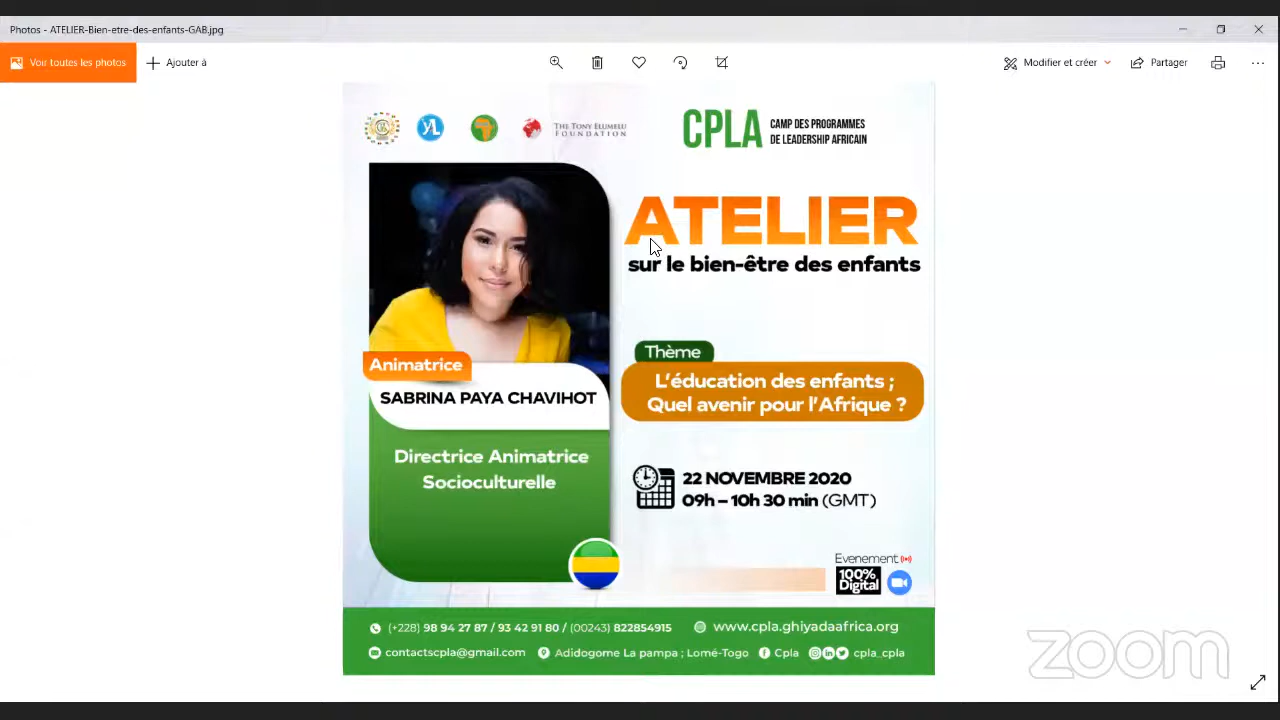 Photos - ATELIER-Bien-etre-des-enfants-GAB.jpg
Voir toutes les photos
Ajouter à
Modifier et créer
Partager
THE TONY ELUMELU
FOUNDATION
CPLA
CAMP DES PROGRAMMES
DE LEADERSHIP AFRICAIN
ATELIER
sur le bien-être des enfants
Animatrice
SABRINA PAYA CHAVIHOT
Directrice Animatrice
Socioculturelle
Thème
L'éducation des enfants ;
Quel avenir pour l'Afrique ?
22 NOVEMBRE 2020
09h – 10h 30 min (GMT)
Evenement
100%
Digital
(+228) 98 94 27 87 / 93 42 91 80 / (00243) 822854915
www.cpla.ghiyadaafrica.org
contactscpla@gmail.com
Adidogome La pampa ; Lomé-Togo
Cpla
cpla_cpla
zoom